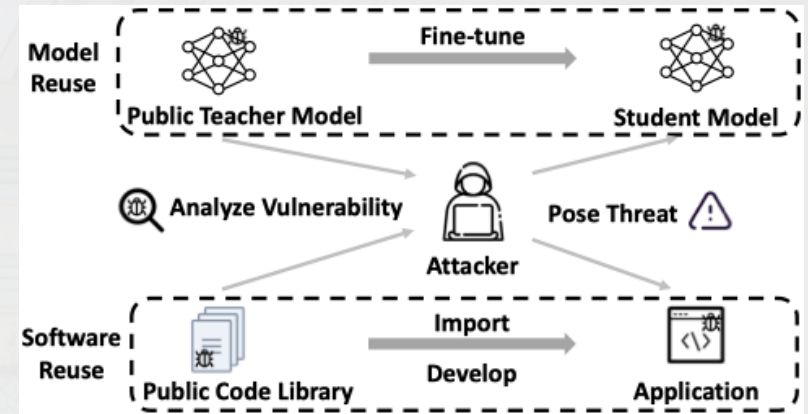 Model
Reuse
Fine-tune
Public Teacher Model
Student Model
Analyze Vulnerability
Pose Threat
Attacker
Software
Reuse
Import
Develop
Public Code Library
</>
Application